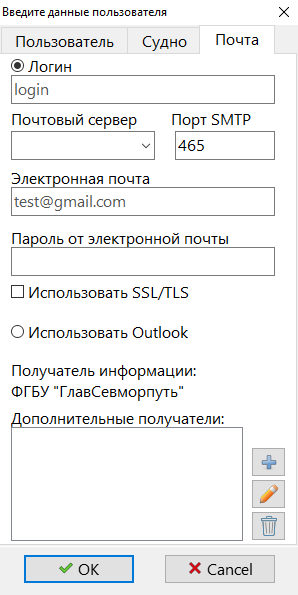 Введите данные пользователя
Пользователь Судно Почта
Логин
login
Почтовый сервер Порт SMTP
465
Электронная почта
test@gmail.com
Пароль от электронной почты
Использовать SSL/TLS
Использовать Outlook
Получатель информации:
ФГБУ "ГлавСевморпуть"
Дополнительные получатели:
OK Cancel